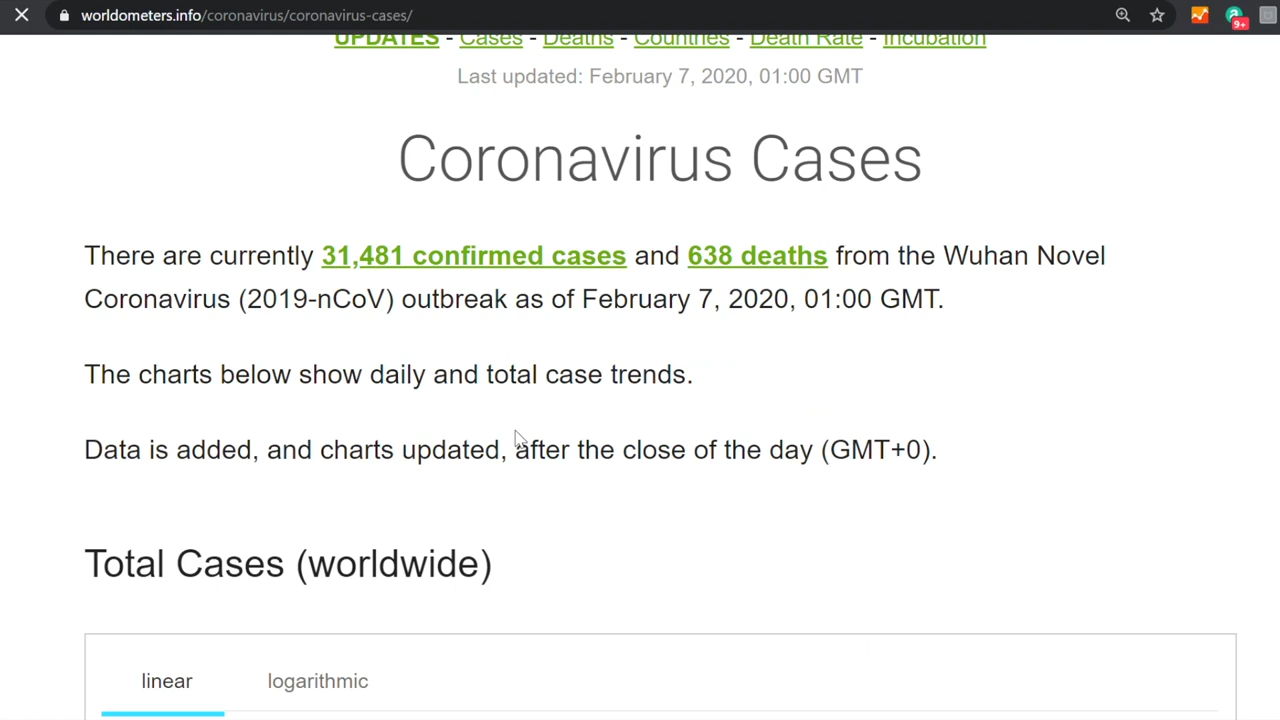 worldometers.info/coronavirus/coronavirus-cases/
9+
UPDATES - Cases - Deaths - Countries - Death Rate - Incubation
Last updated: February 7, 2020, 01:00 GMT
Coronavirus Cases
There are currently 31,481 confirmed cases and 638 deaths from the Wuhan Novel
Coronavirus (2019-nCoV) outbreak as of February 7, 2020, 01:00 GMT.
The charts below show daily and total case trends.
Data is added, and charts updated, after the close of the day (GMT+0).
Total Cases (worldwide)
linear logarithmic